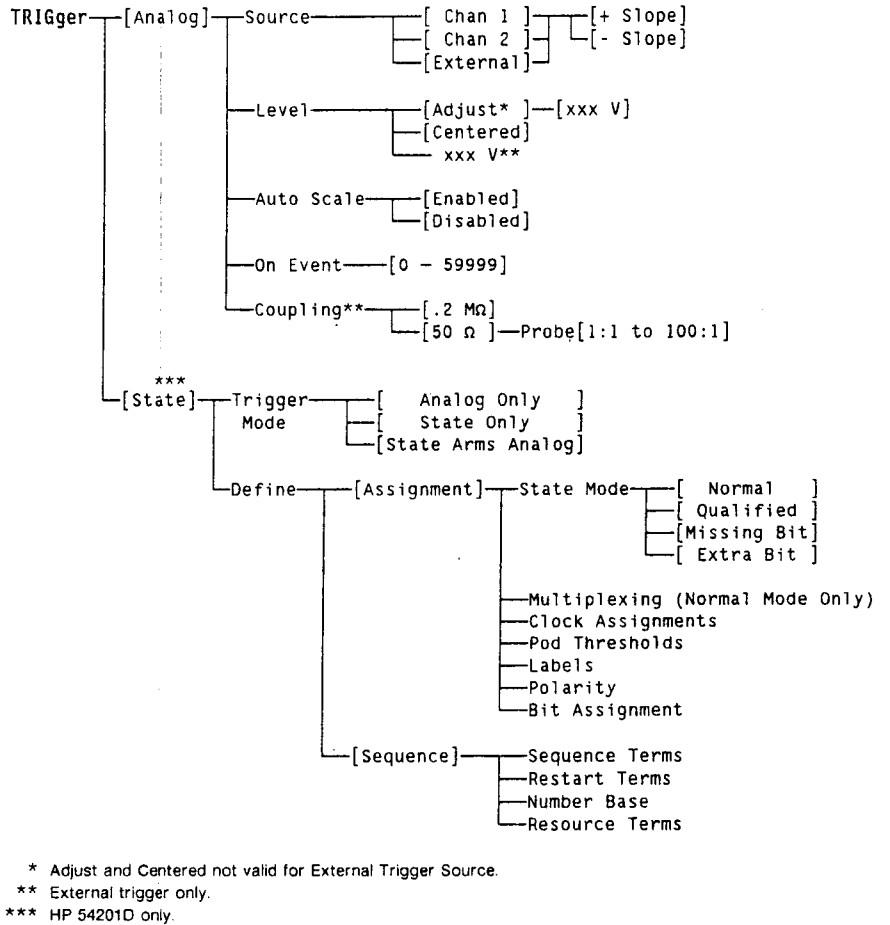 TRIGger [Analog] Source [ Chan 1 ] [+ Slope]
[ Chan 2 ] [- Slope]
[External]
Level [Adjust* ] [xxx V]
[Centered]
xxx V**
Auto Scale [Enabled]
[Disabled]
On Event [0 - 59999]
Coupling** [.2 MΩ]
[50 Ω ] Probe[1:1 to 100:1]
***
[State] Trigger [ Analog Only ]
Mode [ State Only ]
[State Arms Analog]
Define [Assignment] State Mode [ Normal ]
[ Qualified ]
[Missing Bit]
[ Extra Bit ]
Multiplexing (Normal Mode Only)
Clock Assignments
Pod Thresholds
Labels
Polarity
Bit Assignment
[Sequence] Sequence Terms
Restart Terms
Number Base
Resource Terms
* Adjust and Centered not valid for External Trigger Source.
** External trigger only.
*** HP 54201D only.